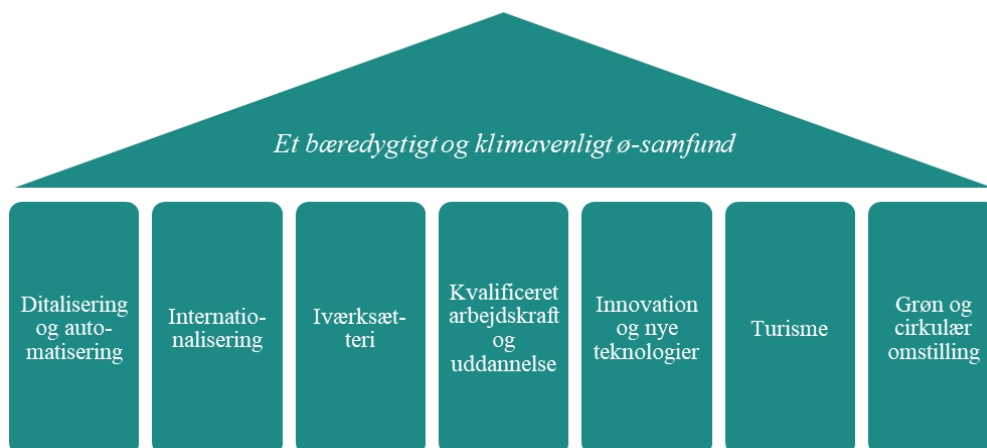 Et bæredygtigt og klimavenligt ø-samfund
Ditalisering
og auto-
matisering
Internatio-
nalisering
Iværksæt-
teri
Kvalificeret
arbejdskraft
og
uddannelse
Innovation
og nye
teknologier
Turisme
Grøn og
cirkulær
omstilling